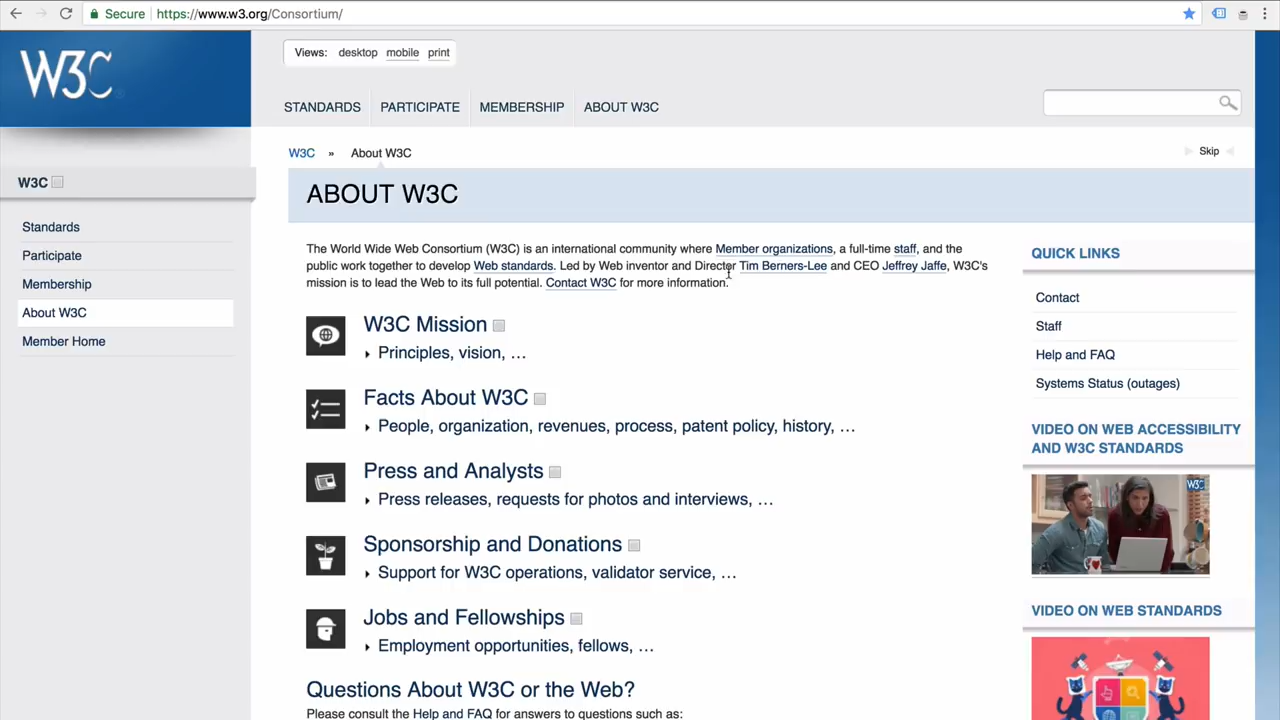 Secure https://www.w3.org/Consortium/
W3C
Views: desktop mobile print
STANDARDS PARTICIPATE MEMBERSHIP ABOUT W3C
W3C » About W3C
Skip
W3C
Standards
Participate
Membership
About W3C
Member Home
ABOUT W3C
The World Wide Web Consortium (W3C) is an international community where Member organizations, a full-time staff, and the
public work together to develop Web standards. Led by Web inventor and Director Tim Berners-Lee and CEO Jeffrey Jaffe, W3C's
mission is to lead the Web to its full potential. Contact W3C for more information.
W3C Mission
Principles, vision, …
Facts About W3C
People, organization, revenues, process, patent policy, history, …
Press and Analysts
Press releases, requests for photos and interviews, …
Sponsorship and Donations
Support for W3C operations, validator service, …
Jobs and Fellowships
Employment opportunities, fellows, …
Questions About W3C or the Web?
Please consult the Help and FAQ for answers to questions such as:
QUICK LINKS
Contact
Staff
Help and FAQ
Systems Status (outages)
VIDEO ON WEB ACCESSIBILITY
AND W3C STANDARDS
W3C
VIDEO ON WEB STANDARDS